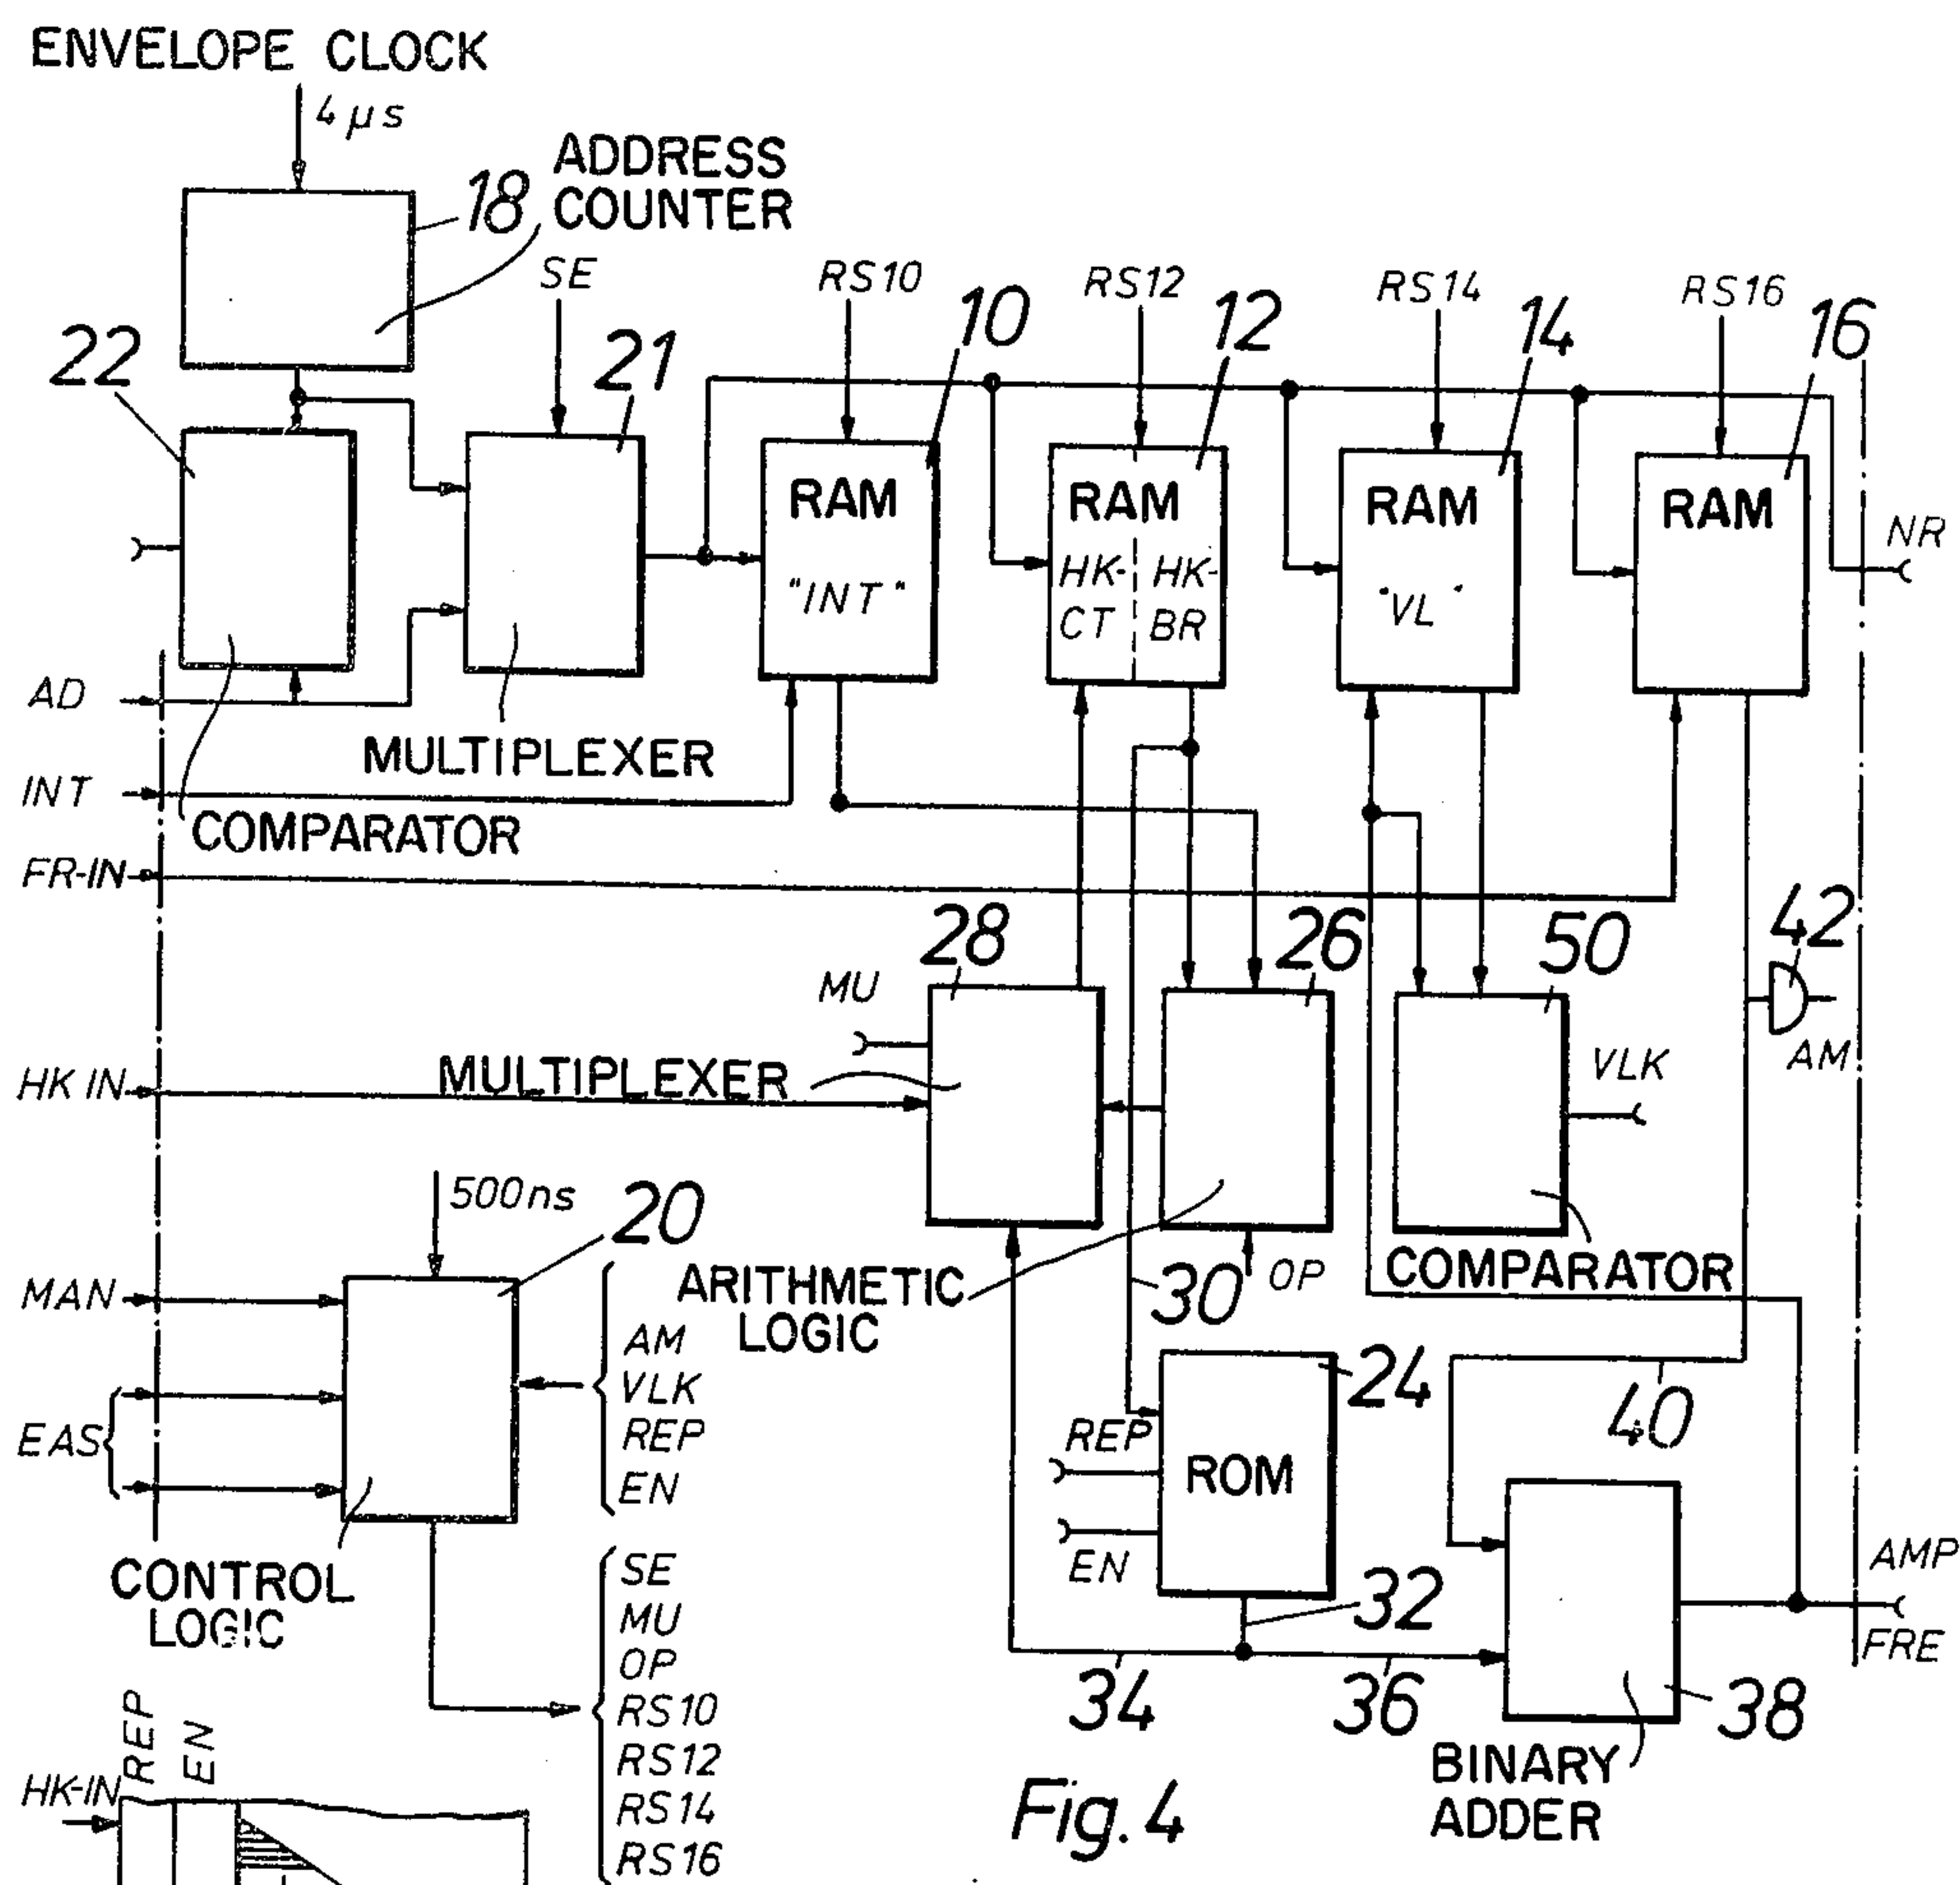 ENVELOPE CLOCK
4 µs
18
ADDRESS
COUNTER
22
SE
21
RS10
10
RS12
12
RS14
14
RS16
16
NR
RAM
"INT"
RAM
HK-
CT
HK-
BR
RAM
"VL"
RAM
AD
MULTIPLEXER
INT
COMPARATOR
FR-IN
28
26
50
42
MU
AM
VLK
HK IN
MULTIPLEXER
500ns
20
ARITHMETIC
LOGIC
30
OP
COMPARATOR
MAN
AM
VLK
REP
EN
EAS
24
40
REP
ROM
EN
32
AMP
FRE
CONTROL
LOGIC
SE
MU
OP
RS10
RS12
RS14
RS16
34
36
38
BINARY
ADDER
REP
EN
HK-IN
Fig. 4